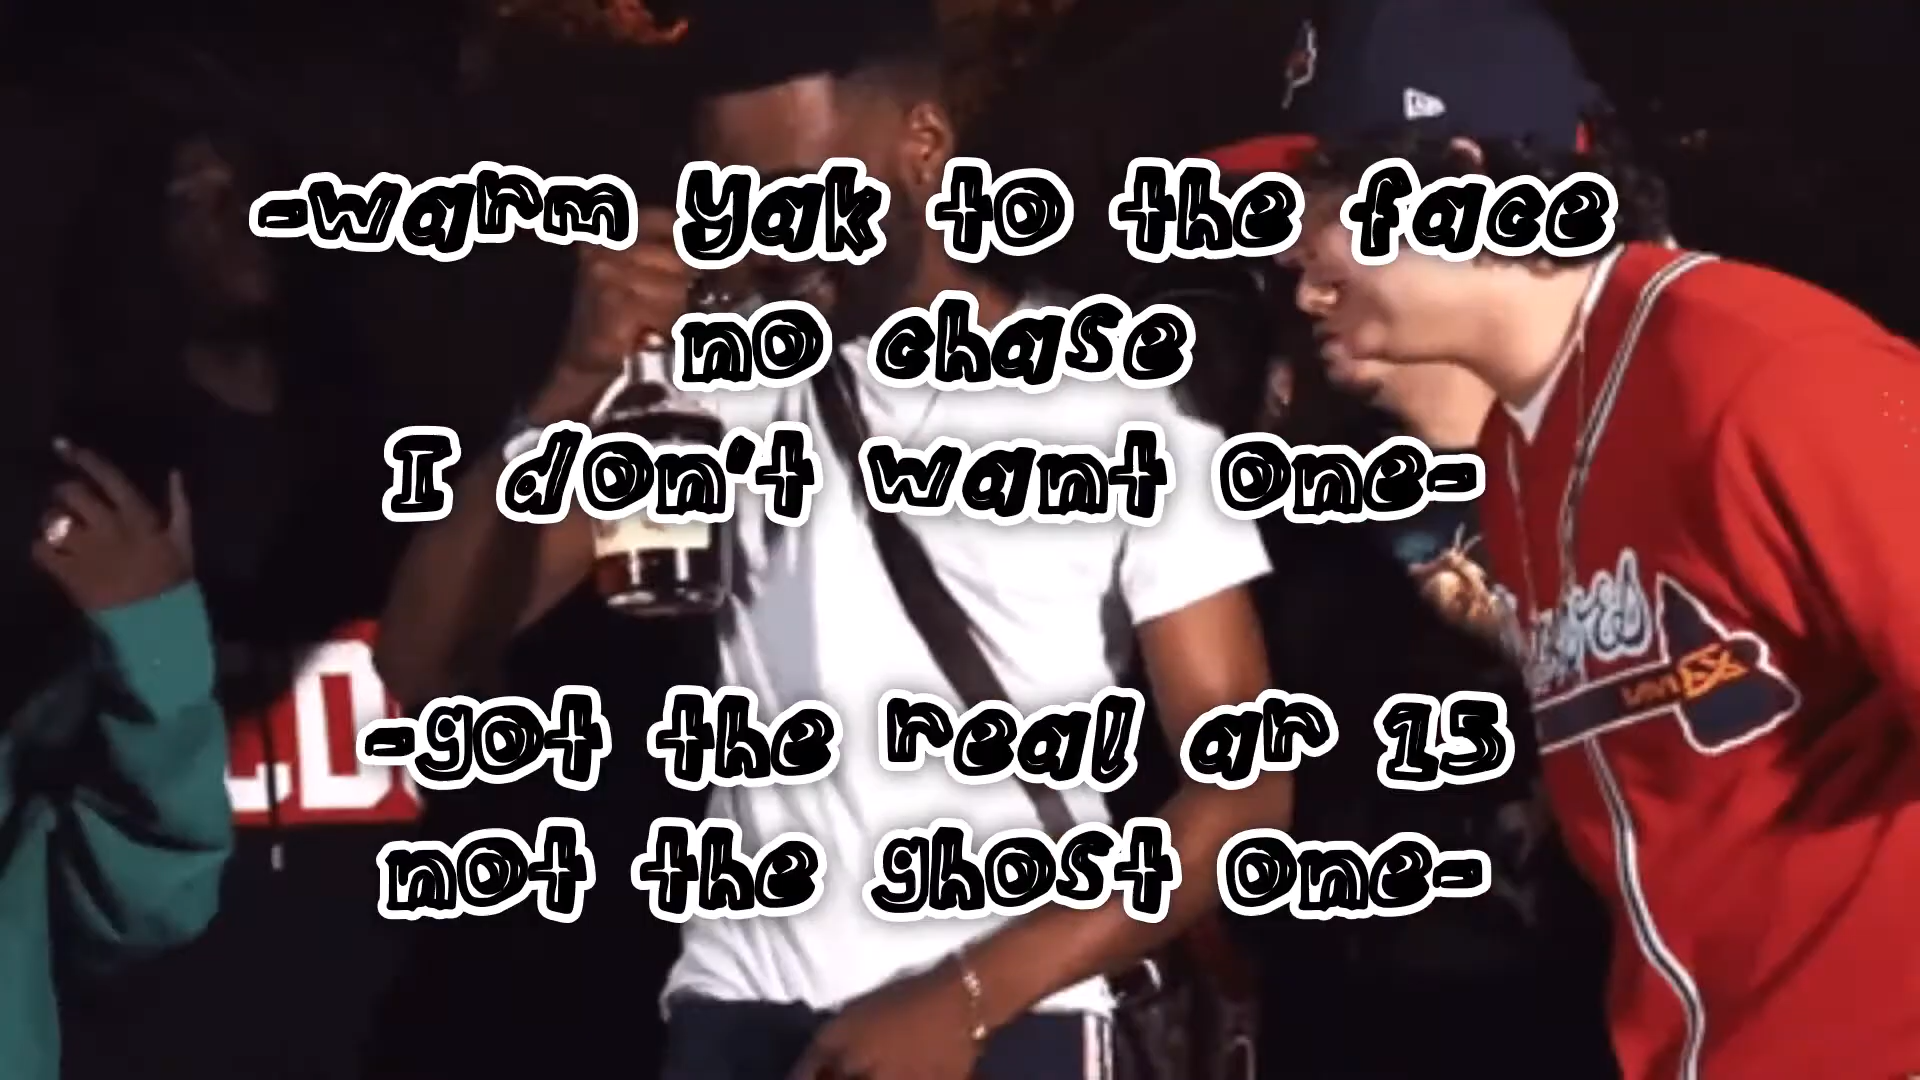 -warm yak to the face
no chase
I don't want one-
-got the real ar 15
not the ghost one-